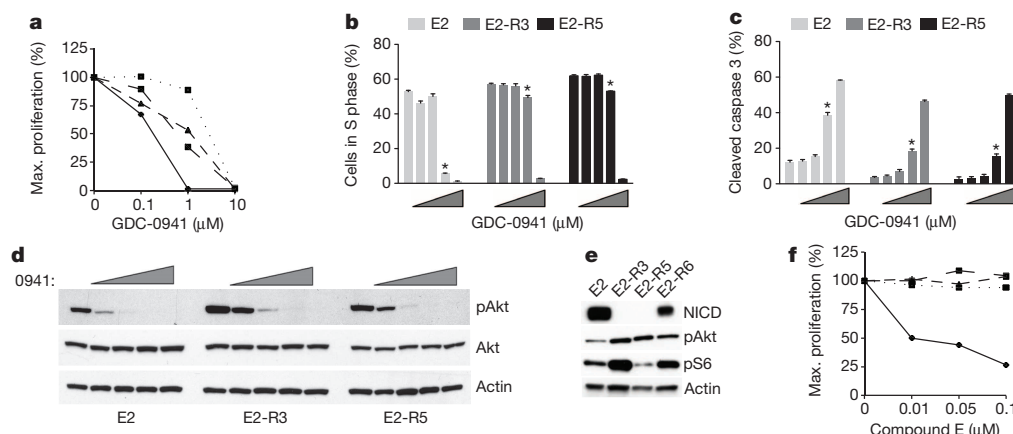 a
Max. proliferation (%)
125
100
75
50
25
0
0 0.1 1 10
GDC-0941 (μM)
b
E2 E2-R3 E2-R5
Cells in S phase (%)
80
60
40
20
0
GDC-0941 (μM)
c
E2 E2-R3 E2-R5
Cleaved caspase 3 (%)
80
60
40
20
0
GDC-0941 (μM)
d
0941:
pAkt
Akt
Actin
E2 E2-R3 E2-R5
e
E2 E2-R3 E2-R5 E2-R6
NICD
pAkt
pS6
Actin
f
Max. proliferation (%)
125
100
75
50
25
0
0 0.01 0.05 0.1
Compound E (μM)